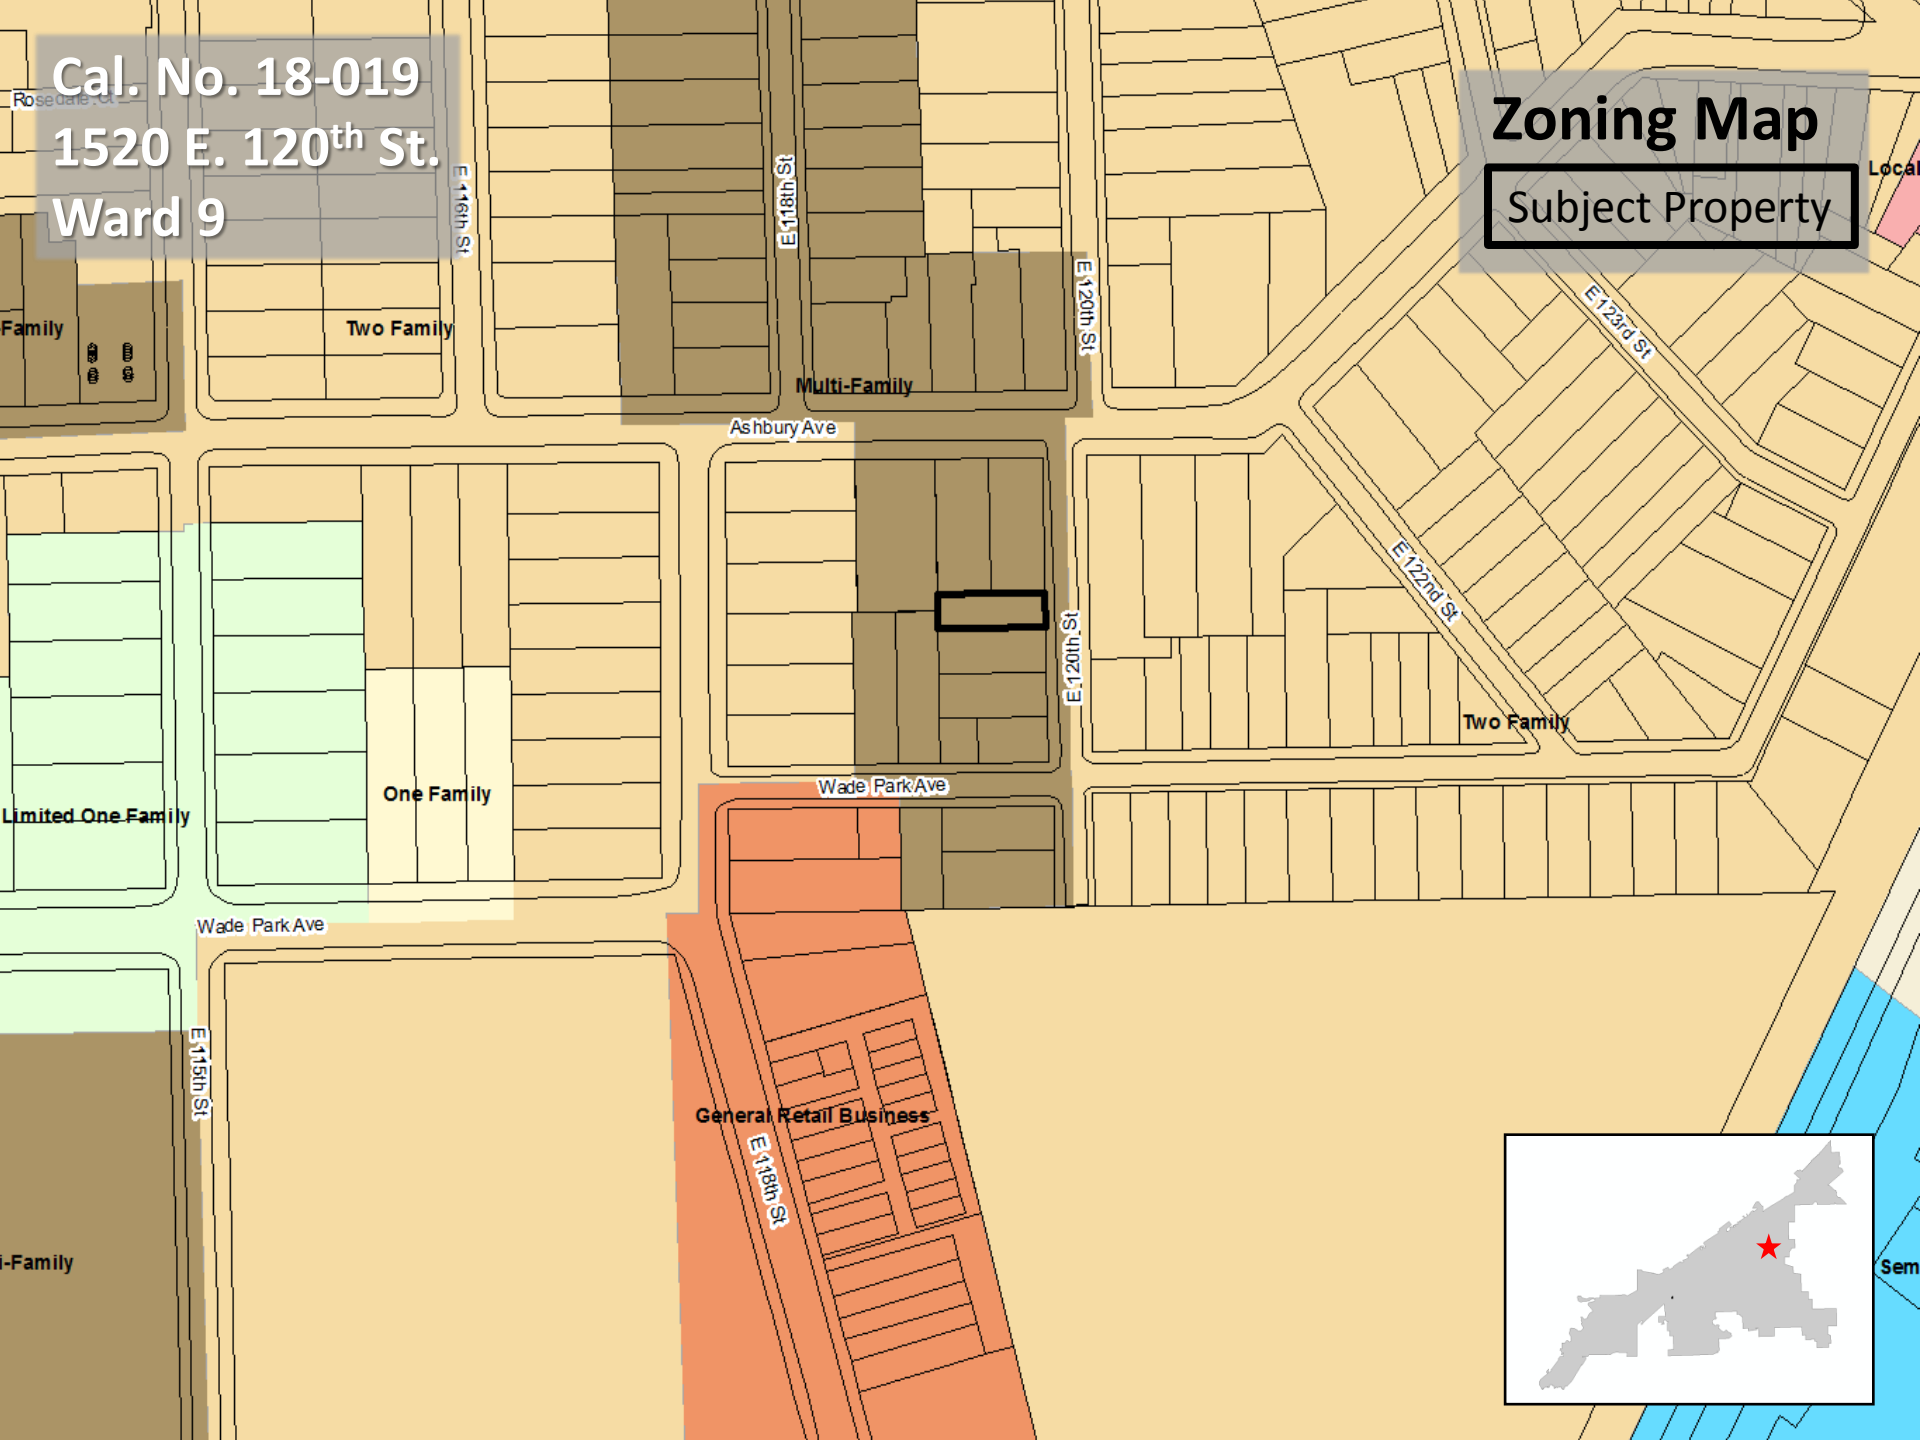 Cal. No. 18-019
Rosedale Ct
1520 E. 120th St.
Ward 9
Zoning Map
Subject Property
Local
E 116th St
E 118th St
E 120th St
E 123rd St
-Family
Two Family
Multi-Family
Ashbury Ave
E 122nd St
E 120th St
Two Family
Wade Park Ave
One Family
Limited One Family
Wade Park Ave
E 115th St
General Retail Business
E 118th St
i-Family
Sem